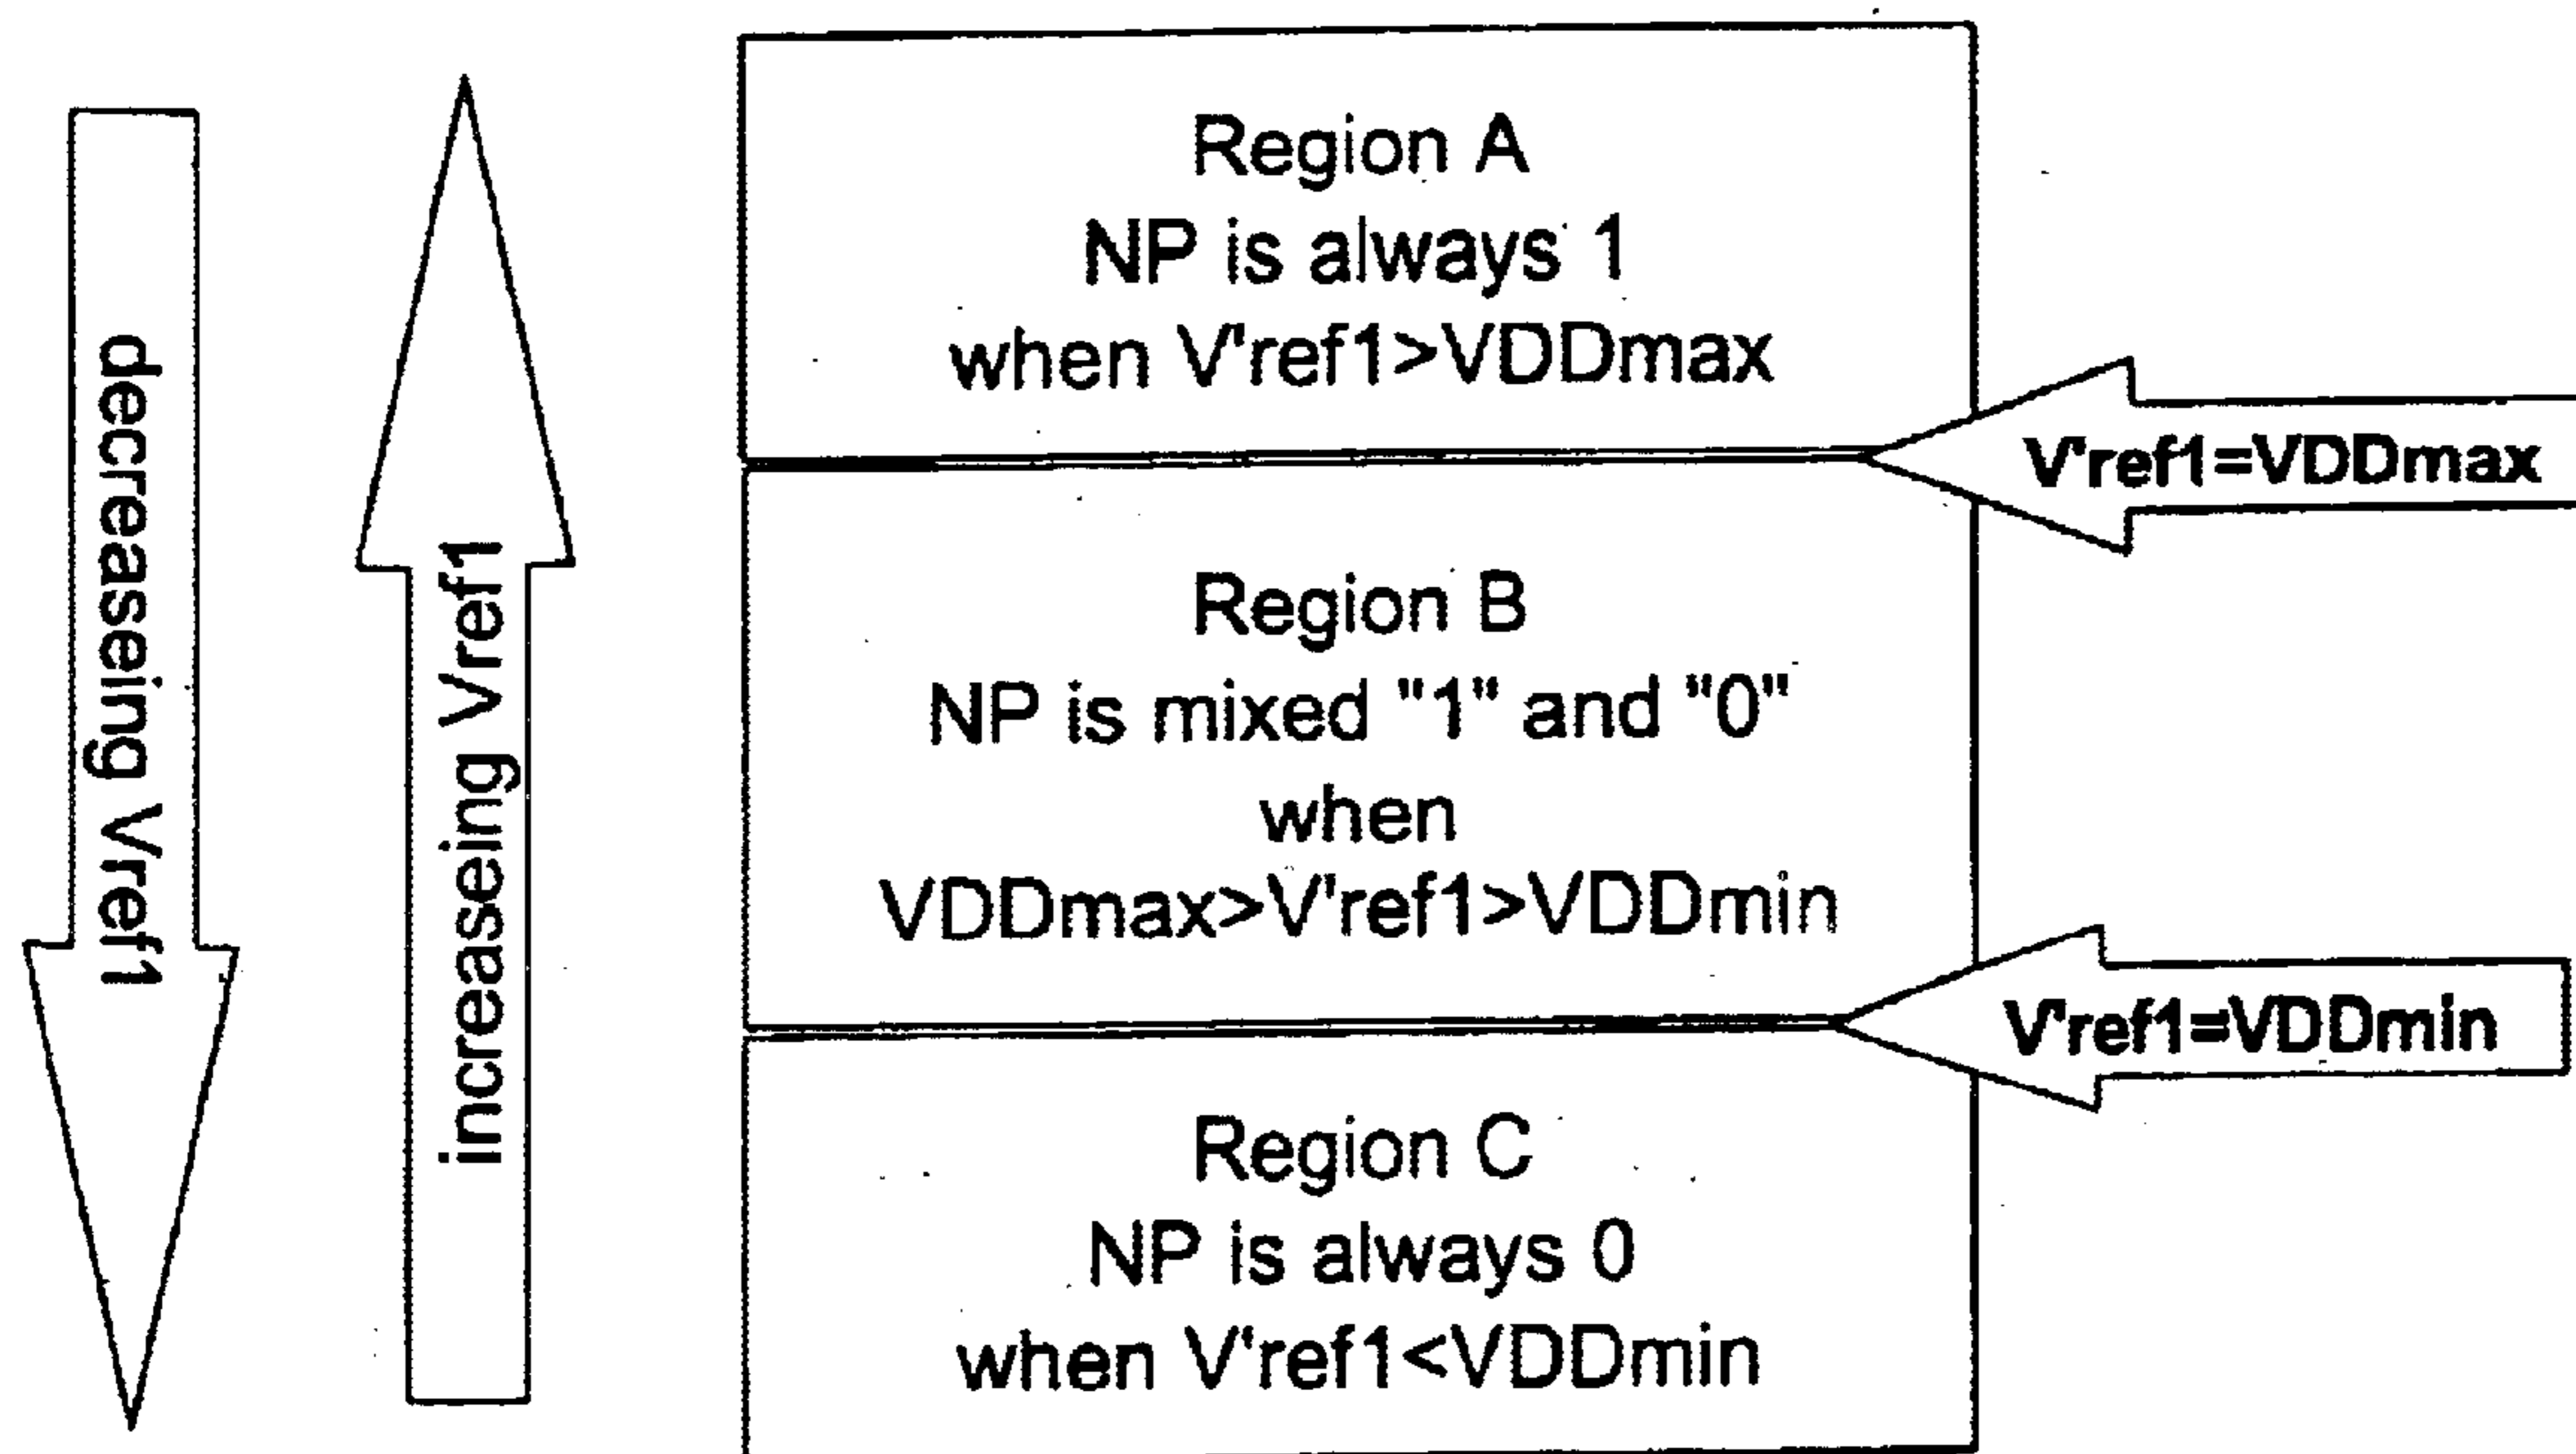 decreaseing Vref1
increaseing Vref1
Region A
NP is always 1
when V'ref1>VDDmax
V'ref1=VDDmax
Region B
NP is mixed "1" and "0"
when
VDDmax>V'ref1>VDDmin
V'ref1=VDDmin
Region C
NP is always 0
when V'ref1<VDDmin